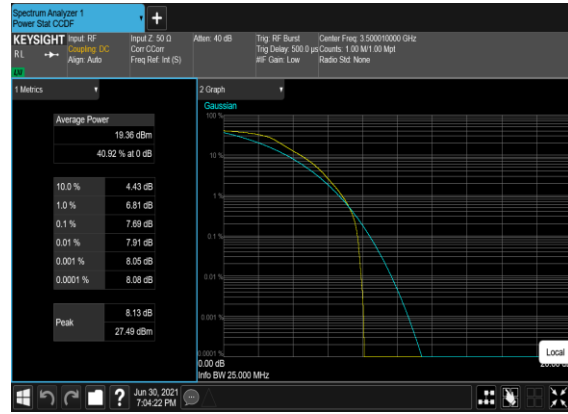 Spectrum Analyzer 1
Power Stat CCDF
+
KEYSIGHT
R L
LXI
Input: RF
Coupling: DC
Align: Auto
Input Z: 50 Ω
Corr CCorr
Freq Ref: Int (S)
Atten: 40 dB
Trig: RF Burst
Trig Delay: 500.0 µs
#IF Gain: Low
Center Freq: 3.500010000 GHz
Counts: 1.00 M/1.00 Mpt
Radio Std: None
1 Metrics
Average Power
19.36 dBm
40.92 % at 0 dB
10.0 % 4.43 dB
1.0 % 6.81 dB
0.1 % 7.69 dB
0.01 % 7.91 dB
0.001 % 8.05 dB
0.0001 % 8.08 dB
Peak
8.13 dB
27.49 dBm
2 Graph
Gaussian
100 %
10 %
1 %
0.1 %
0.01 %
0.001 %
0.0001 %
0.00 dB
Info BW 25.000 MHz
Local
?
Jun 30, 2021
7:04:22 PM